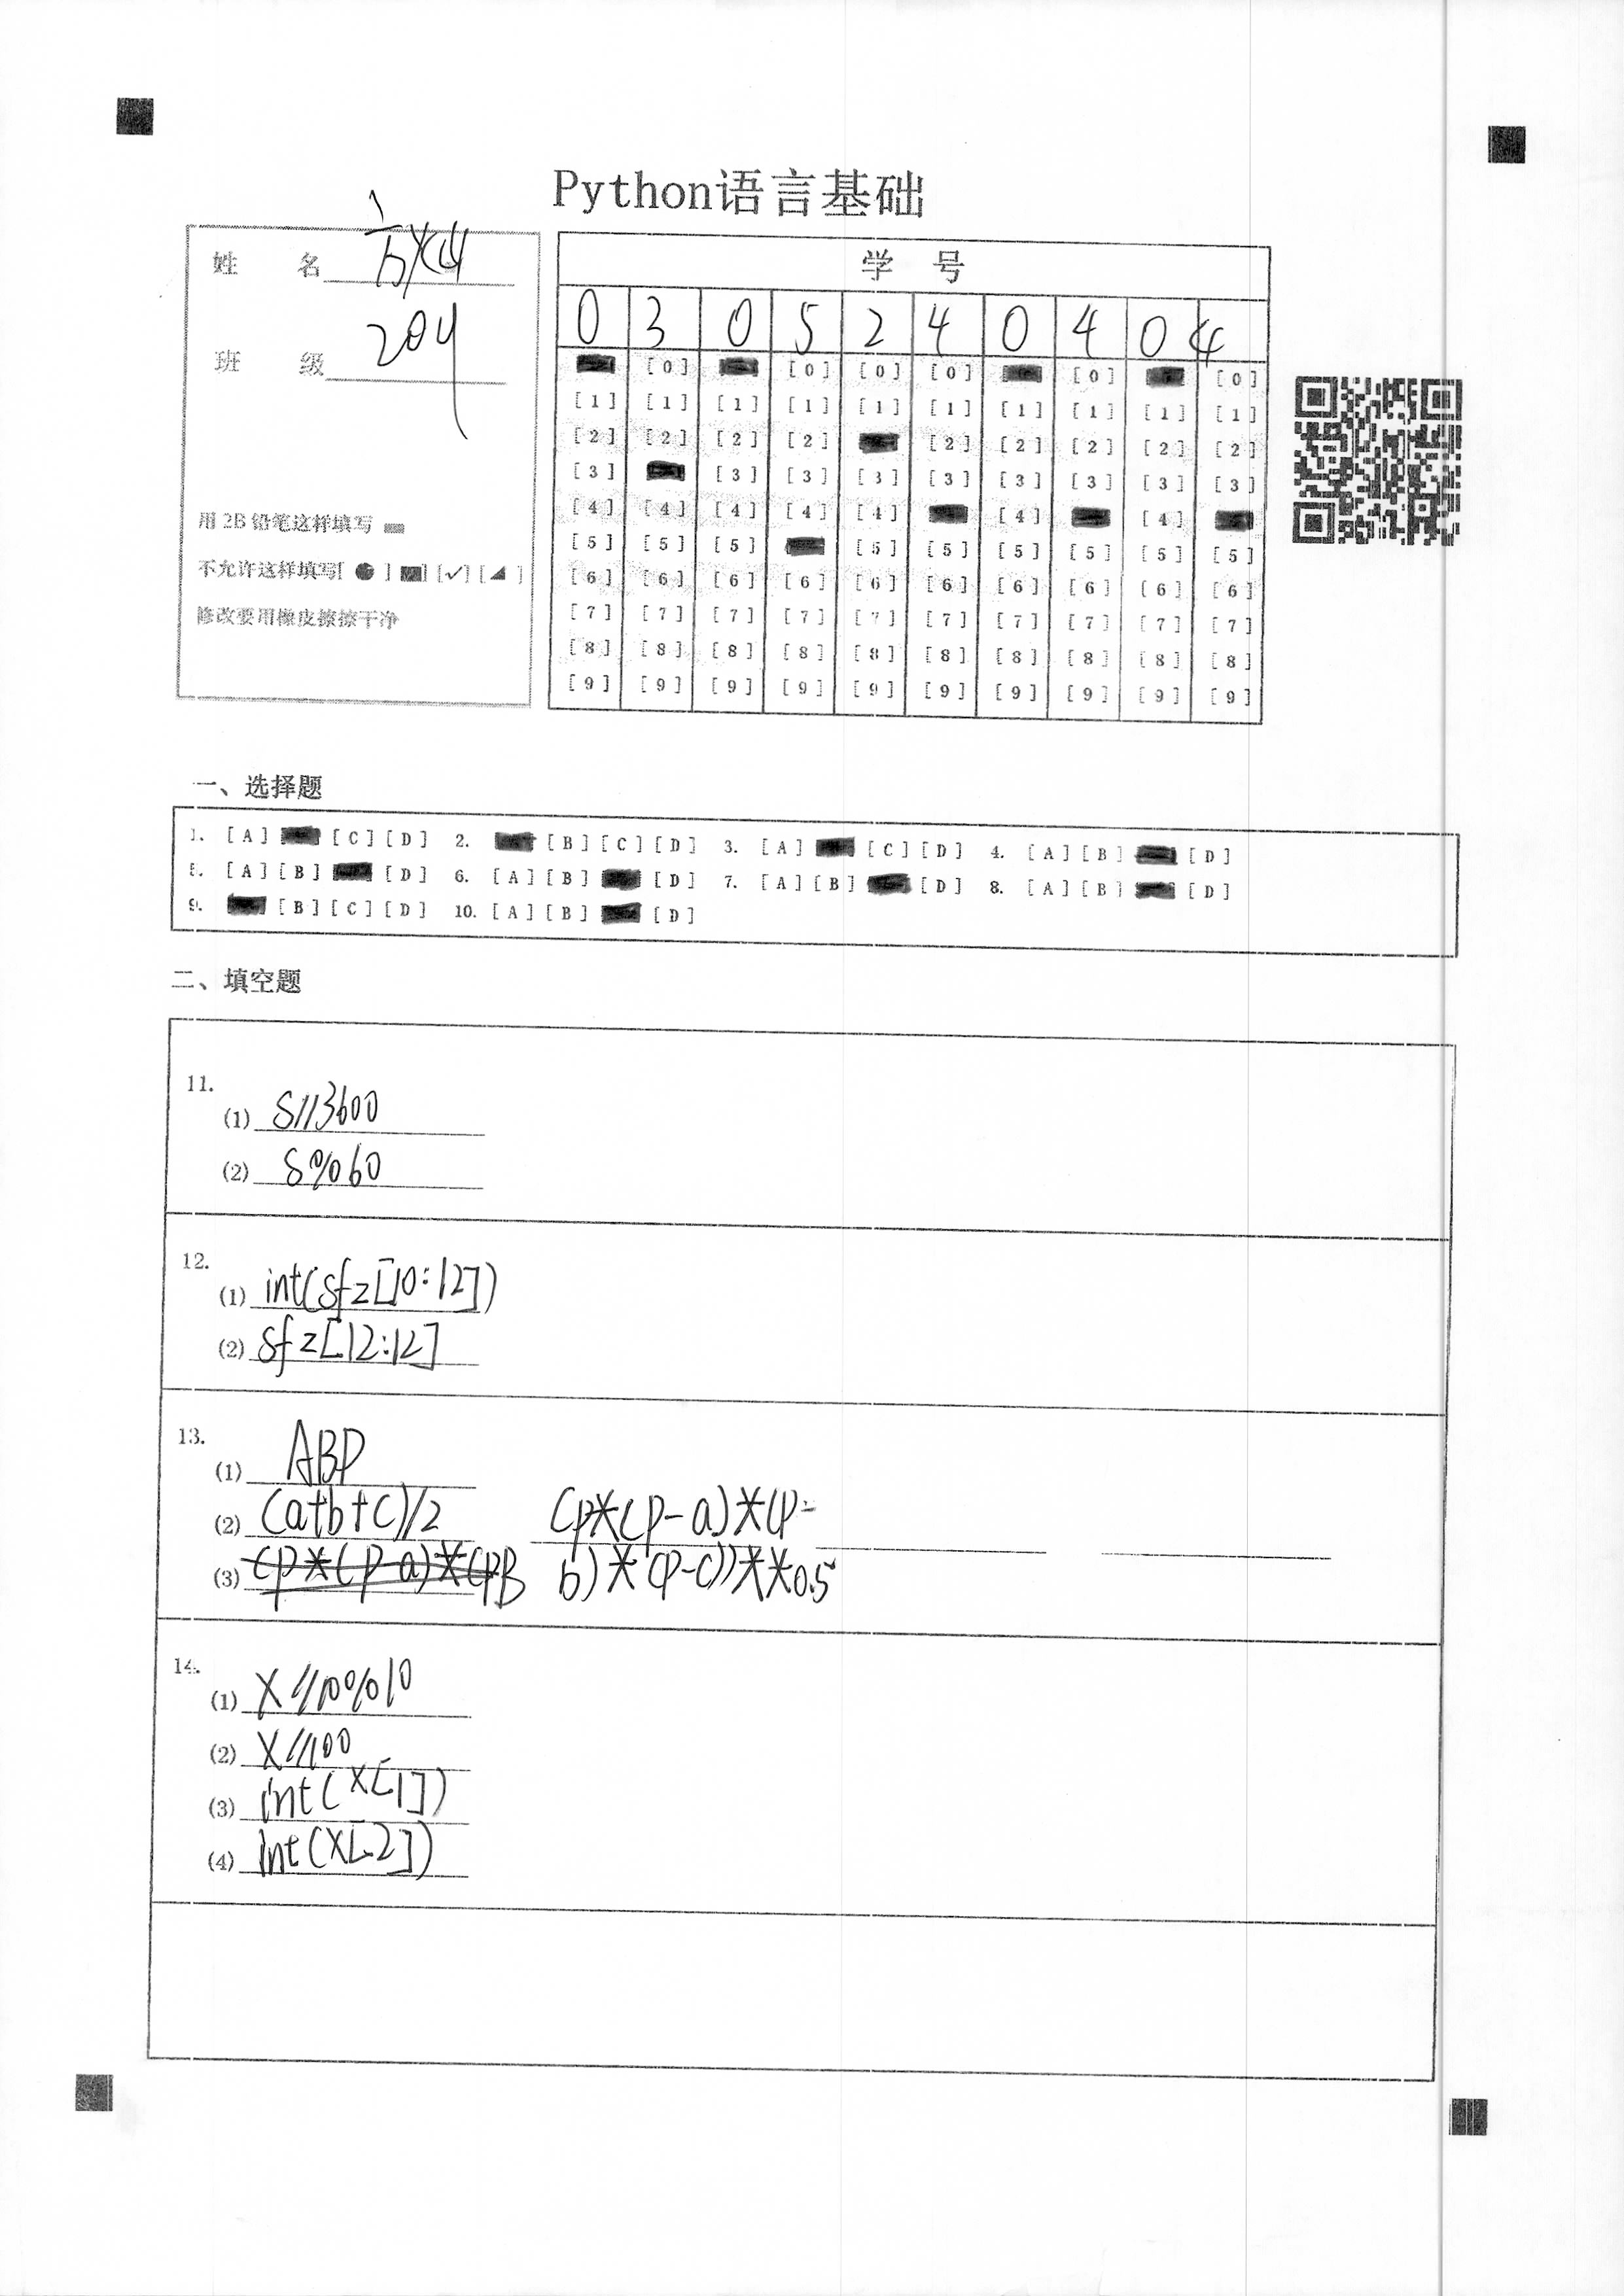 Python语言基础
姓 名
班 级 204
用 2B 铅笔这样填写
不允许这样填写[ ● ] [■] [✓] [◢ ]
修改要用橡皮擦擦干净
学 号
0 3 0 5 2 4 0 4 0 4
[0] [0] [0] [0] [0] [0]
[1] [1] [1] [1] [1] [1] [1] [1] [1] [1]
[2] [2] [2] [2] [2] [2] [2] [2] [2]
[3] [3] [3] [3] [3] [3] [3] [3] [3]
[4] [4] [4] [4] [4] [4] [4]
[5] [5] [5] [5] [5] [5] [5] [5] [5]
[6] [6] [6] [6] [6] [6] [6] [6] [6] [6]
[7] [7] [7] [7] [7] [7] [7] [7] [7] [7]
[8] [8] [8] [8] [8] [8] [8] [8] [8] [8]
[9] [9] [9] [9] [9] [9] [9] [9] [9] [9]
一、选择题
1. [A] [C] [D] 2. [B] [C] [D] 3. [A] [C] [D] 4. [A] [B] [D]
5. [A] [B] [D] 6. [A] [B] [D] 7. [A] [B] [D] 8. [A] [B] [D]
9. [B] [C] [D] 10. [A] [B] [D]
二、填空题
11.
(1) s//3600
(2) s%60
12.
(1) int(sfz[10:12])
(2) sfz[12:12]
13.
(1) ABD
(2) (a+b+c)/2 (p*(p-a)*(p-
(3) b)*(p-c))**0.5
14.
(1) x//10%10
(2) x//100
(3) int(x[1])
(4) int(x[2])